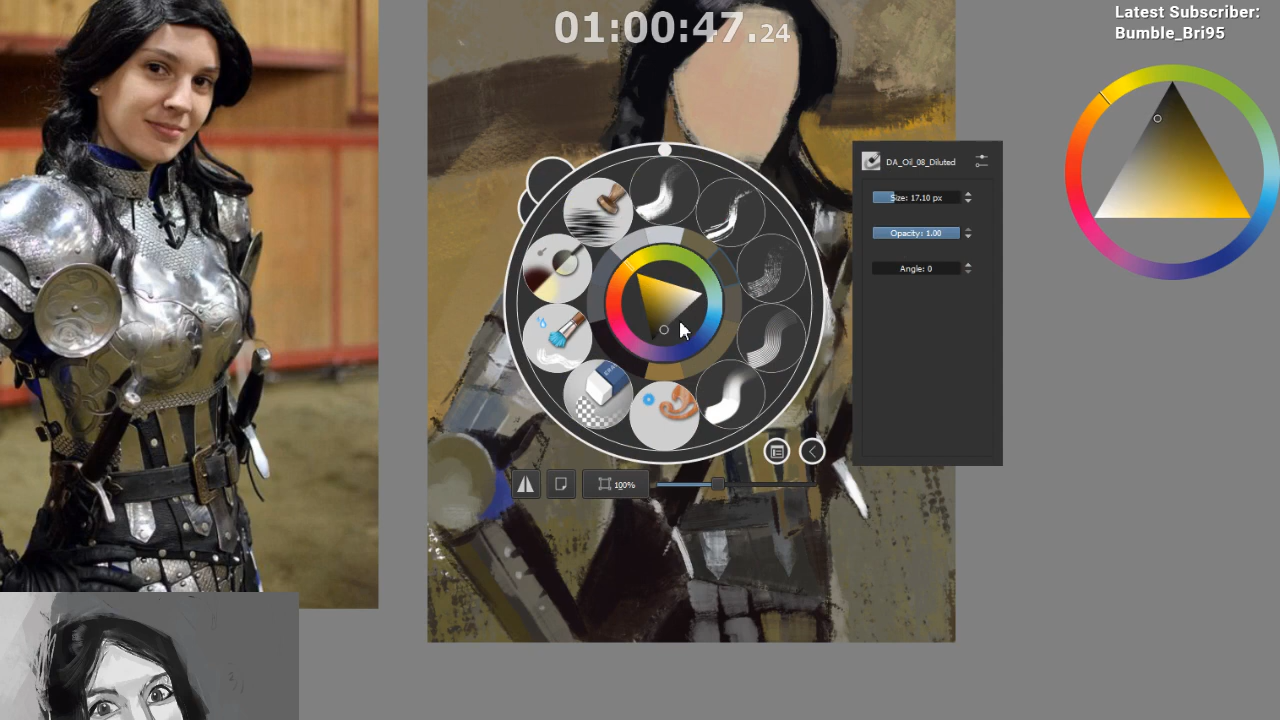 01:00:47.24
Latest Subscriber:
Bumble_Bri95
DA_Oil_08_Diluted
Size: 17.10 px
Opacity: 1.00
Angle: 0
100%